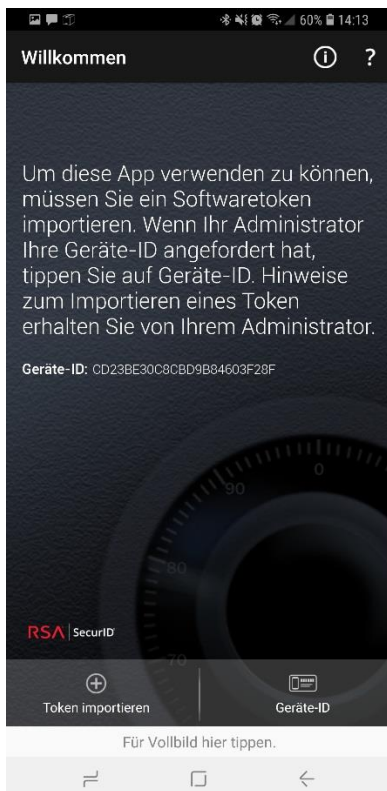 60% 14:13
Willkommen
Um diese App verwenden zu können,
müssen Sie ein Softwaretoken
importieren. Wenn Ihr Administrator
Ihre Geräte-ID angefordert hat,
tippen Sie auf Geräte-ID. Hinweise
zum Importieren eines Token
erhalten Sie von Ihrem Administrator.
Geräte-ID: CD23BE30C8CBD9B84603F28F
0
90
80
RSA SecurID
70
Token importieren
Geräte-ID
Für Vollbild hier tippen.